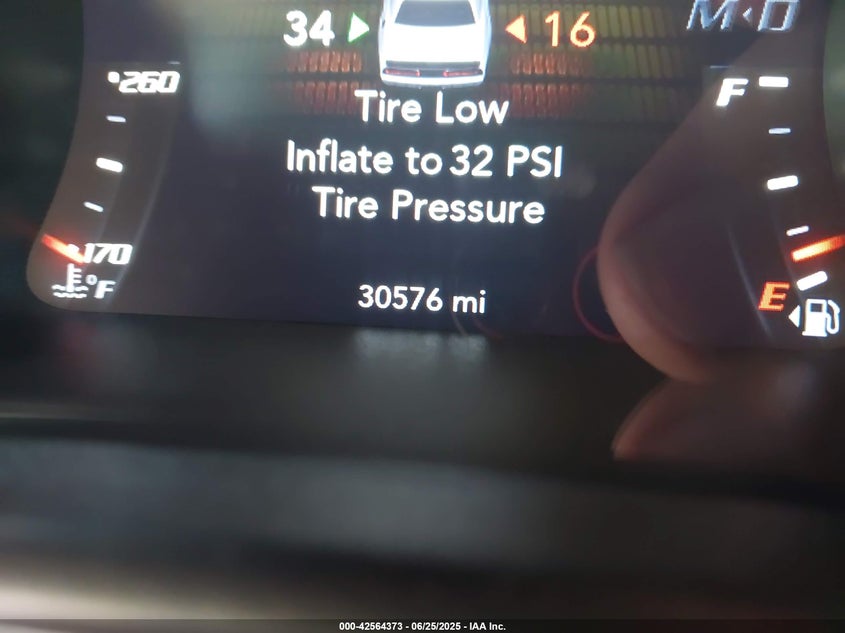 34 16
260 F
Tire Low
Inflate to 32 PSI
Tire Pressure
170
°F E
30576 mi
000-42564373 - 06/25/2025 - IAA Inc.